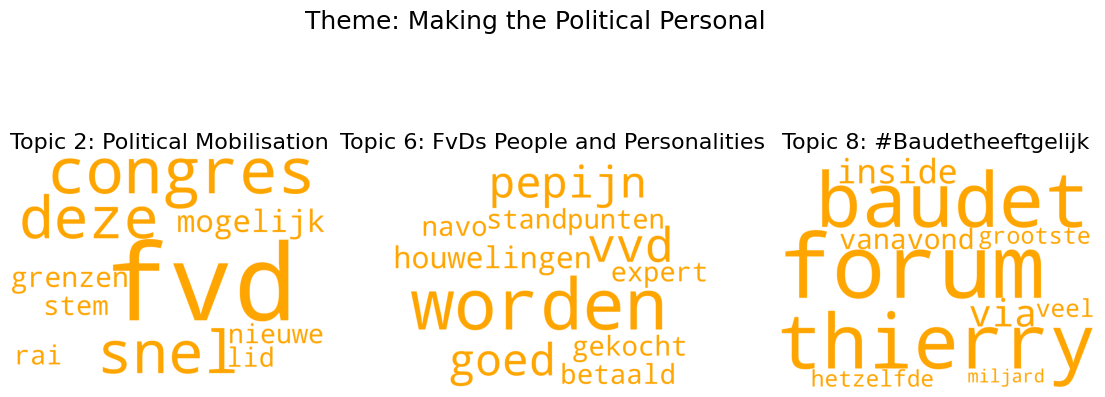 Theme: Making the Political Personal
Topic 2: Political Mobilisation
congres
deze mogelijk
fvd
grenzen
stem
nieuwe
rai snel lid
Topic 6: FvDs People and Personalities
pepijn
navo standpunten
houwelingen vvd
expert
worden
goed gekocht
betaald
Topic 8: #Baudetheeftgelijk
inside
baudet
vanavond grootste
forum
via veel
thierry
hetzelfde miljard